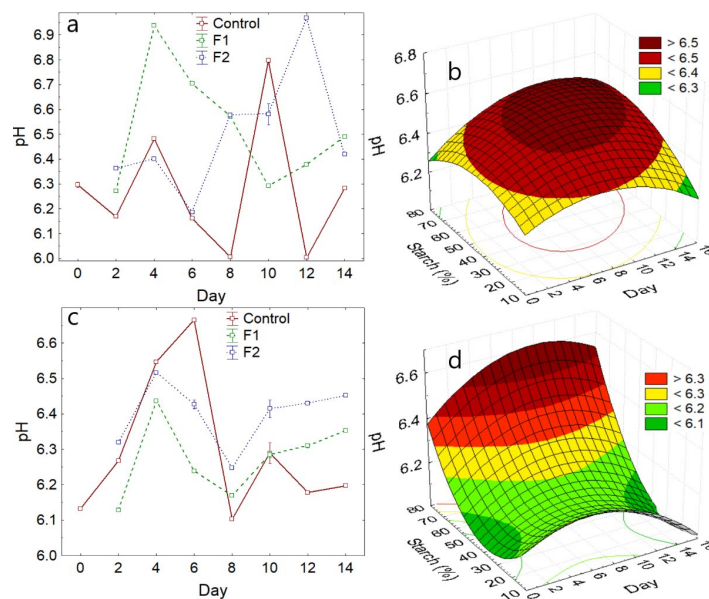 a
Control
F1
F2
6.9
6.8
6.7
6.6
6.5
6.4
6.3
6.2
6.1
6.0
pH
0 2 4 6 8 10 12 14
Day
b
> 6.5
< 6.5
< 6.4
< 6.3
6.8
6.6
6.4
6.2
pH
80 70 60 50 40 30 20 10
Starch (%)
0 2 4 6 8 10 12 14 16
Day
c
Control
F1
F2
6.6
6.5
6.4
6.3
6.2
6.1
6.0
pH
0 2 4 6 8 10 12 14
Day
d
> 6.3
< 6.3
< 6.2
< 6.1
6.6
6.4
6.2
pH
80 70 60 50 40 30 20 10
Starch (%)
0 2 4 6 8 10 12 14 16
Day